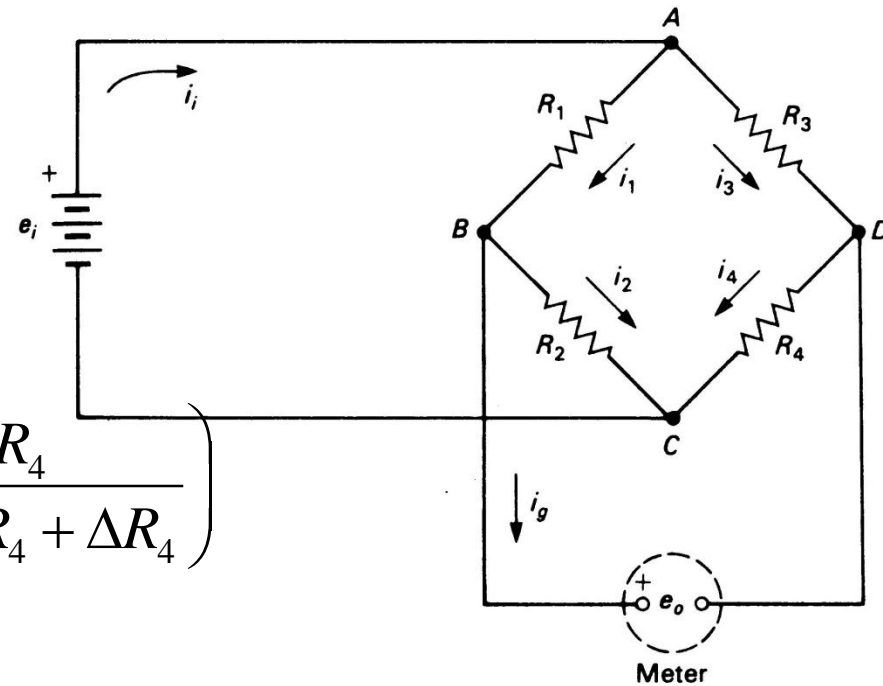 A
i_i
R_1
R_3
i_1
i_3
+
e_i
B
D
i_2
i_4
R_2
R_4
C
R_4
R_4 + ΔR_4 )
i_g
+
e_o
Meter